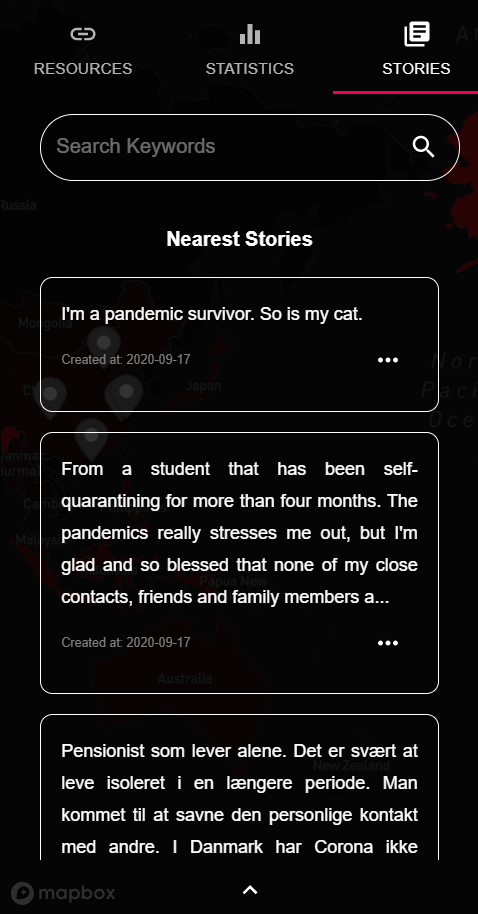 RESOURCES
STATISTICS
STORIES
Search Keywords
Russia
Nearest Stories
I'm a pandemic survivor. So is my cat.
Mongolia
Created at: 2020-09-17
Japan
From a student that has been self-
quarantining for more than four months. The
pandemics really stresses me out, but I'm
glad and so blessed that none of my close
contacts, friends and family members a...
Papua New
Created at: 2020-09-17
Australia
Pensionist som lever alene. Det er svært at
New Zealand
leve isoleret i en længere periode. Man
kommet til at savne den personlige kontakt
med andre. I Danmark har Corona ikke
mapbox